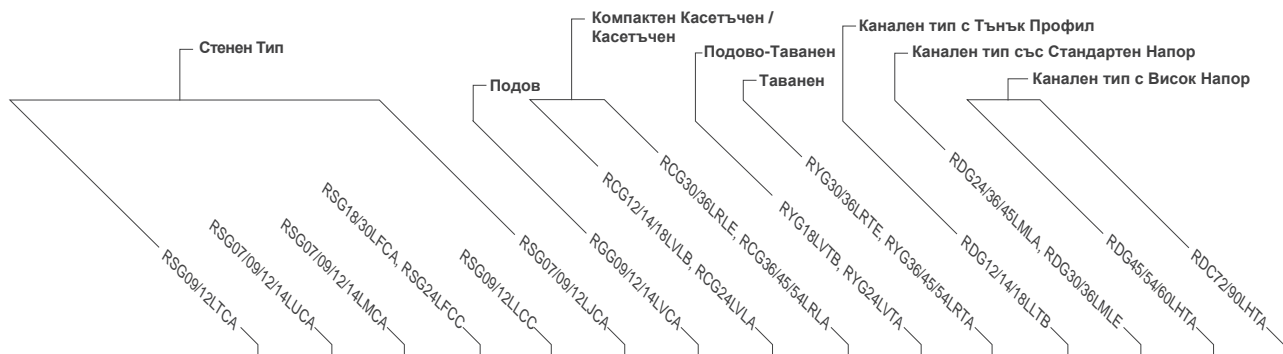 Стенен Тип
Компактен Касетъчен /
Касетъчен
Подов
Подово-Таванен
Таванен
Канален тип с Тънък Профил
Канален тип със Стандартен Напор
Канален тип с Висок Напор
RSG09/12LTCA
RSG07/09/12/14LUCA
RSG07/09/12/14LMCA
RSG18/30LFCA, RSG24LFCC
RSG09/12LLCC
RSG07/09/12LJCA
RGG09/12/14LVCA
RCG12/14/18LVLB, RCG24LVLA
RCG30/36LRLE, RCG36/45/54LRLA
RYG18LVTB, RYG24LVTA
RYG30/36LRTE, RYG36/45/54LRTA
RDG12/14/18LLTB
RDG24/36/45LMLA, RDG30/36LMLE
RDG45/54/60LHTA
RDC72/90LHTA